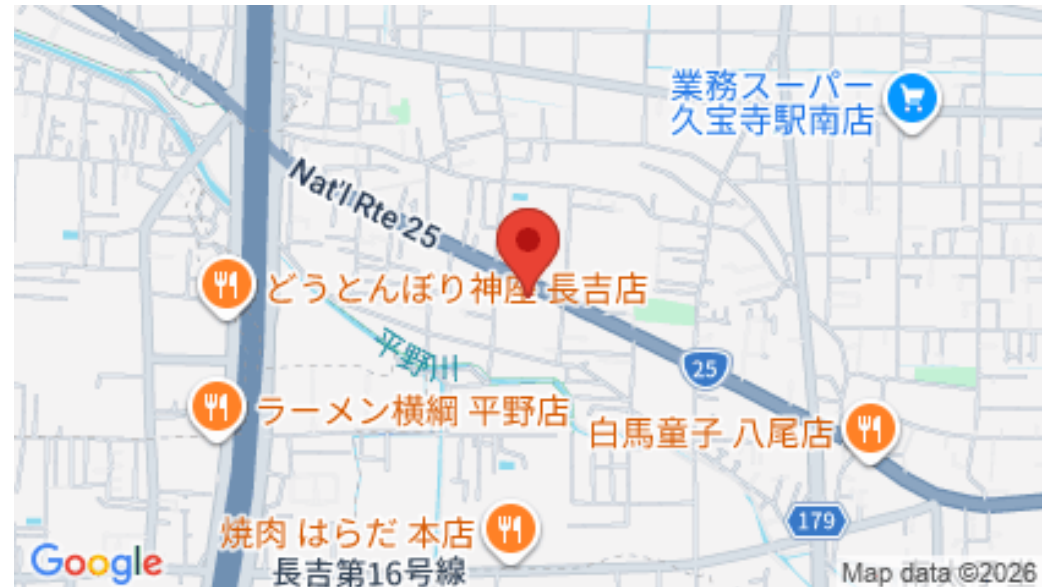 業務スーパー
久宝寺駅南店
Nat'l Rte 25
どうとんぼり神座 長吉店
平野川
25
ラーメン横綱 平野店
白馬童子 八尾店
179
焼肉 はらだ 本店
長吉第16号線
Google
Map data ©2026